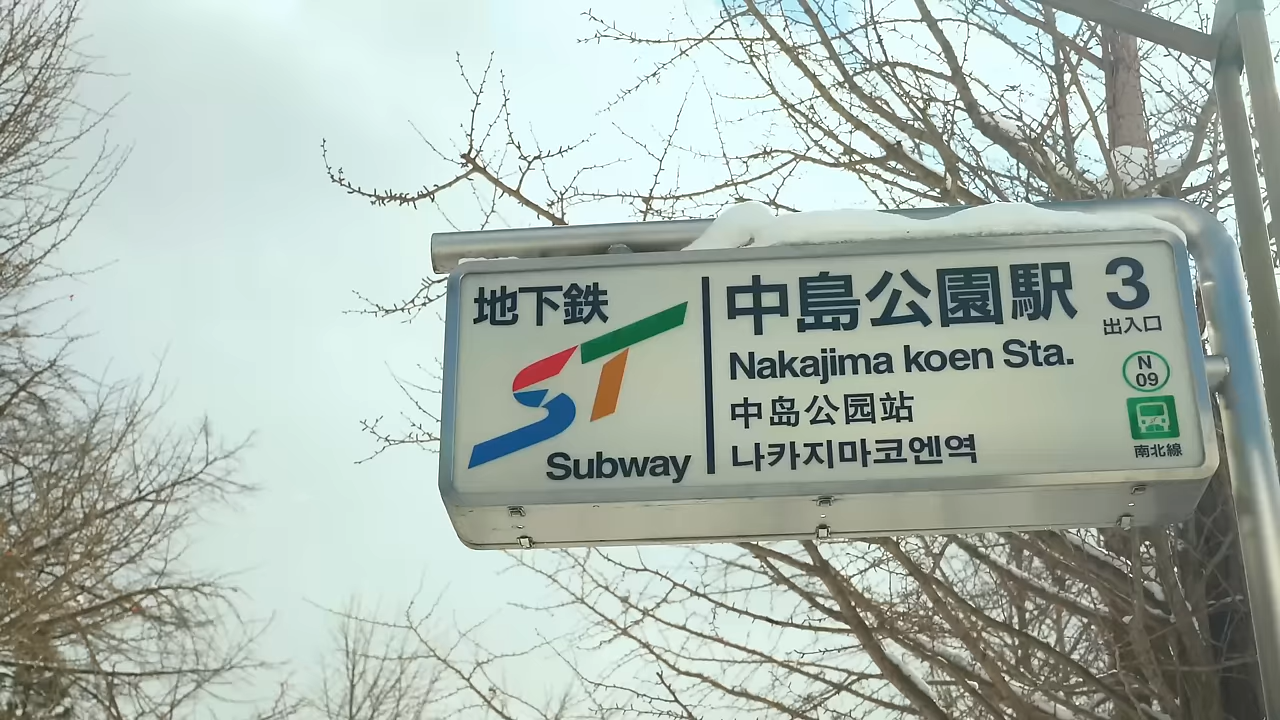 地下鉄
ST
Subway
中島公園駅
Nakajima koen Sta.
中岛公园站
나카지마코엔역
3
出入口
N
09
南北線